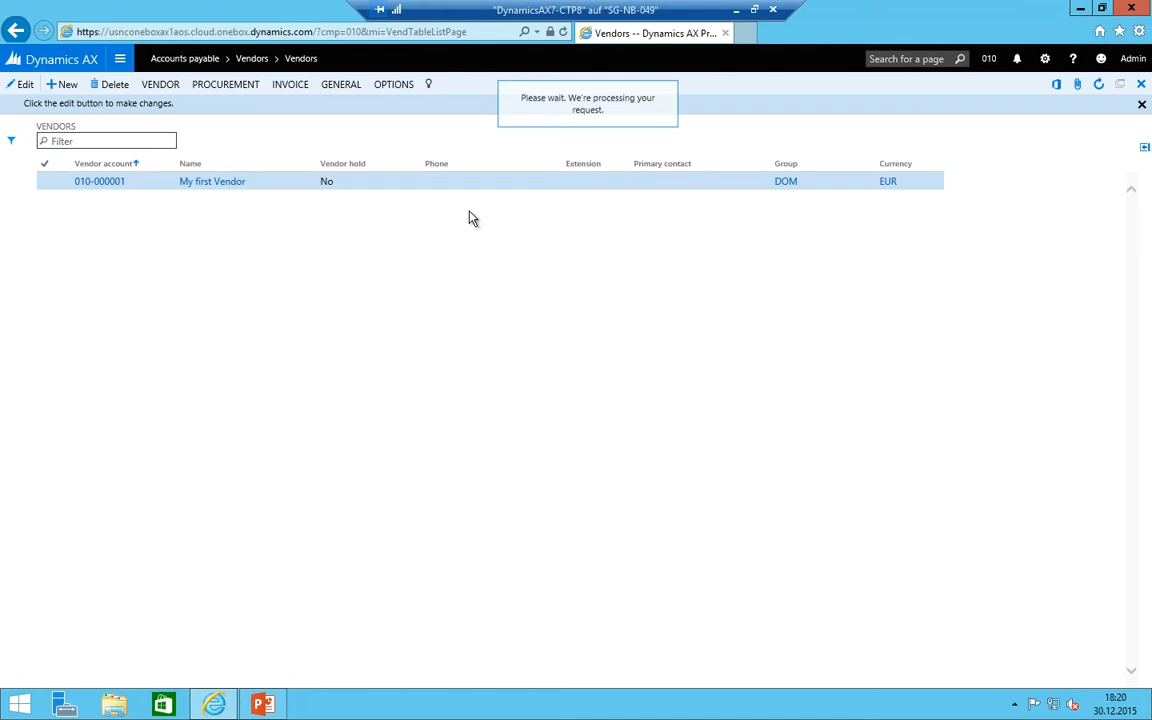 "DynamicsAX7-CTP8" auf "SG-NB-049"
https://usnconeboxax1aos.cloud.onebox.dynamics.com/?cmp=010&mi=VendTableListPage
Vendors -- Dynamics AX Pr...
Dynamics AX
Accounts payable > Vendors > Vendors
Search for a page
010
Admin
Edit
New
Delete
VENDOR
PROCUREMENT
INVOICE
GENERAL
OPTIONS
Click the edit button to make changes.
Please wait. We're processing your
request.
VENDORS
Filter
Vendor account Name Vendor hold Phone Extension Primary contact Group Currency
010-000001 My first Vendor No DOM EUR
18:20
30.12.2015